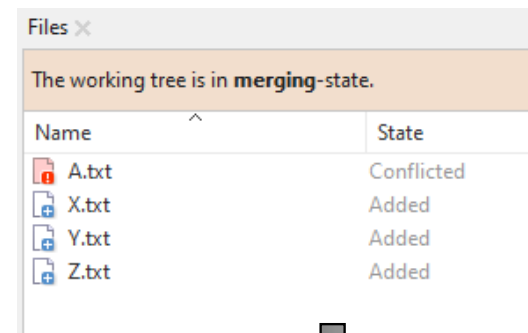 Files
The working tree is in merging-state.
Name State
A.txt Conflicted
X.txt Added
Y.txt Added
Z.txt Added